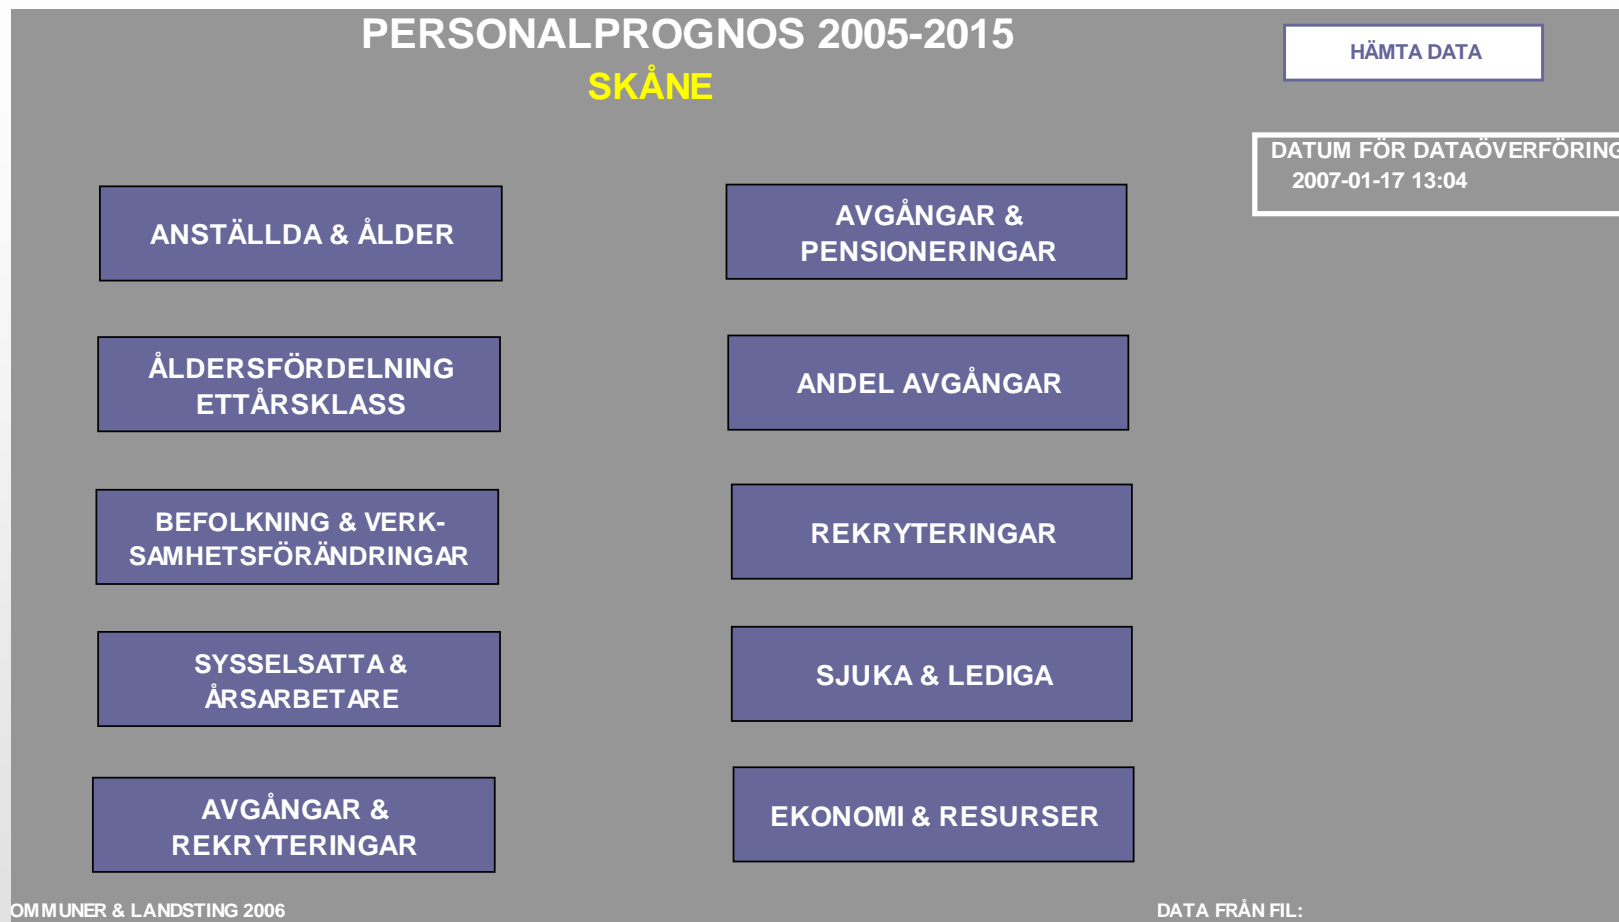 PERSONALPROGNOS 2005-2015
SKÅNE
HÄMTA DATA
DATUM FÖR DATAÖVERFÖRING
2007-01-17 13:04
ANSTÄLLDA & ÅLDER
AVGÅNGAR &
PENSIONERINGAR
ÅLDERSFÖRDELNING
ETTÅRSKLASS
ANDEL AVGÅNGAR
BEFOLKNING & VERK-
SAMHETSFÖRÄNDRINGAR
REKRYTERINGAR
SYSSELSATTA &
ÅRSARBETARE
SJUKA & LEDIGA
AVGÅNGAR &
REKRYTERINGAR
EKONOMI & RESURSER
OMMUNER & LANDSTING 2006
DATA FRÅN FIL: